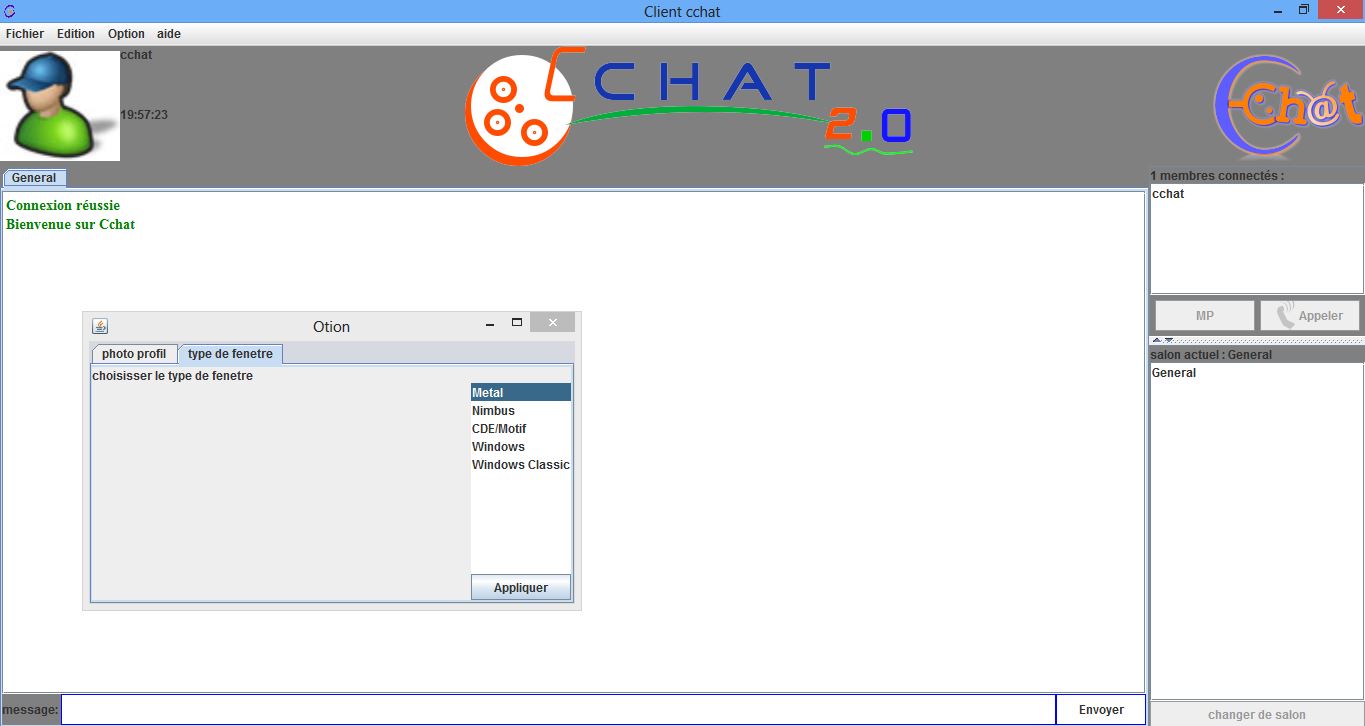 Client cchat
Fichier Edition Option aide
cchat
19:57:23
CHAT
2.0
Ch@t
General
Connexion réussie
Bienvenue sur Cchat
1 membres connectés :
cchat
MP
Appeler
salon actuel : General
General
changer de salon
Otion
photo profil
type de fenetre
choisisser le type de fenetre
Metal
Nimbus
CDE/Motif
Windows
Windows Classic
Appliquer
message:
Envoyer